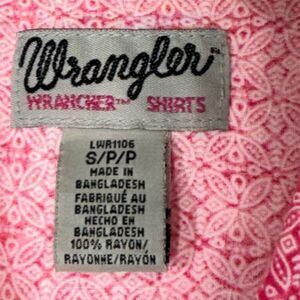 Wrangler
WRANCHER™ SHIRTS
LWR1106
S/P/P
MADE IN
BANGLADESH
FABRIQUÉ AU
BANGLADESH
HECHO EN
BANGLADESH
100% RAYON/
RAYONNE/RAYÓN